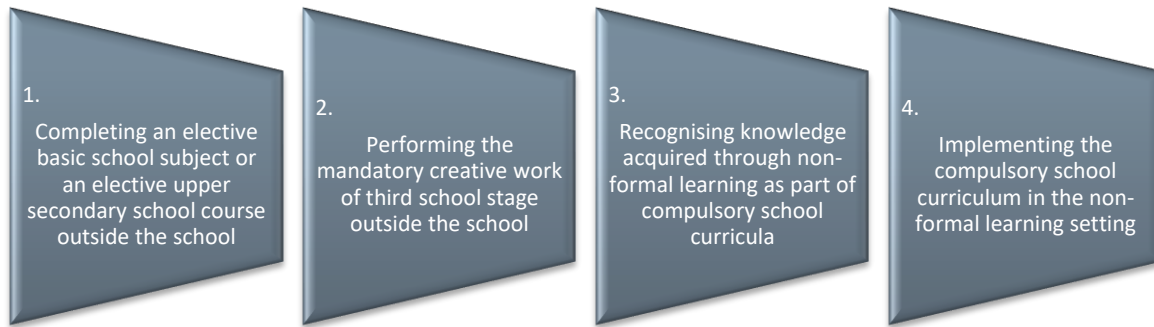 1.
Completing an elective
basic school subject or
an elective upper
secondary school course
outside the school
2.
Performing the
mandatory creative work
of third school stage
outside the school
3.
Recognising knowledge
acquired through non-
formal learning as part of
compulsory school
curricula
4.
Implementing the
compulsory school
curriculum in the non-
formal learning setting